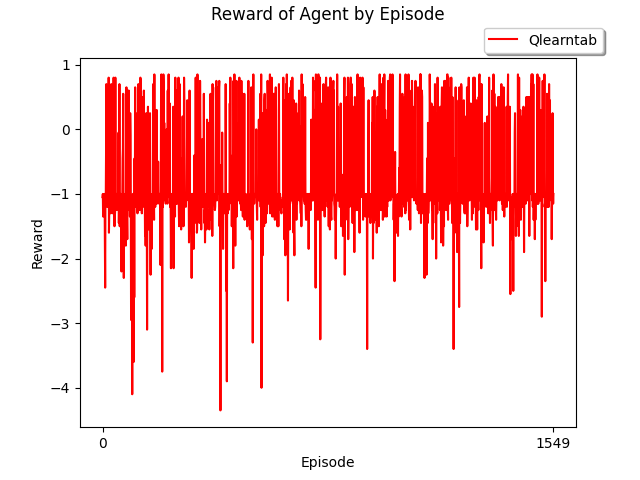 Reward of Agent by Episode
Qlearntab
1
0
−1
−2
−3
−4
Reward
0
1549
Episode